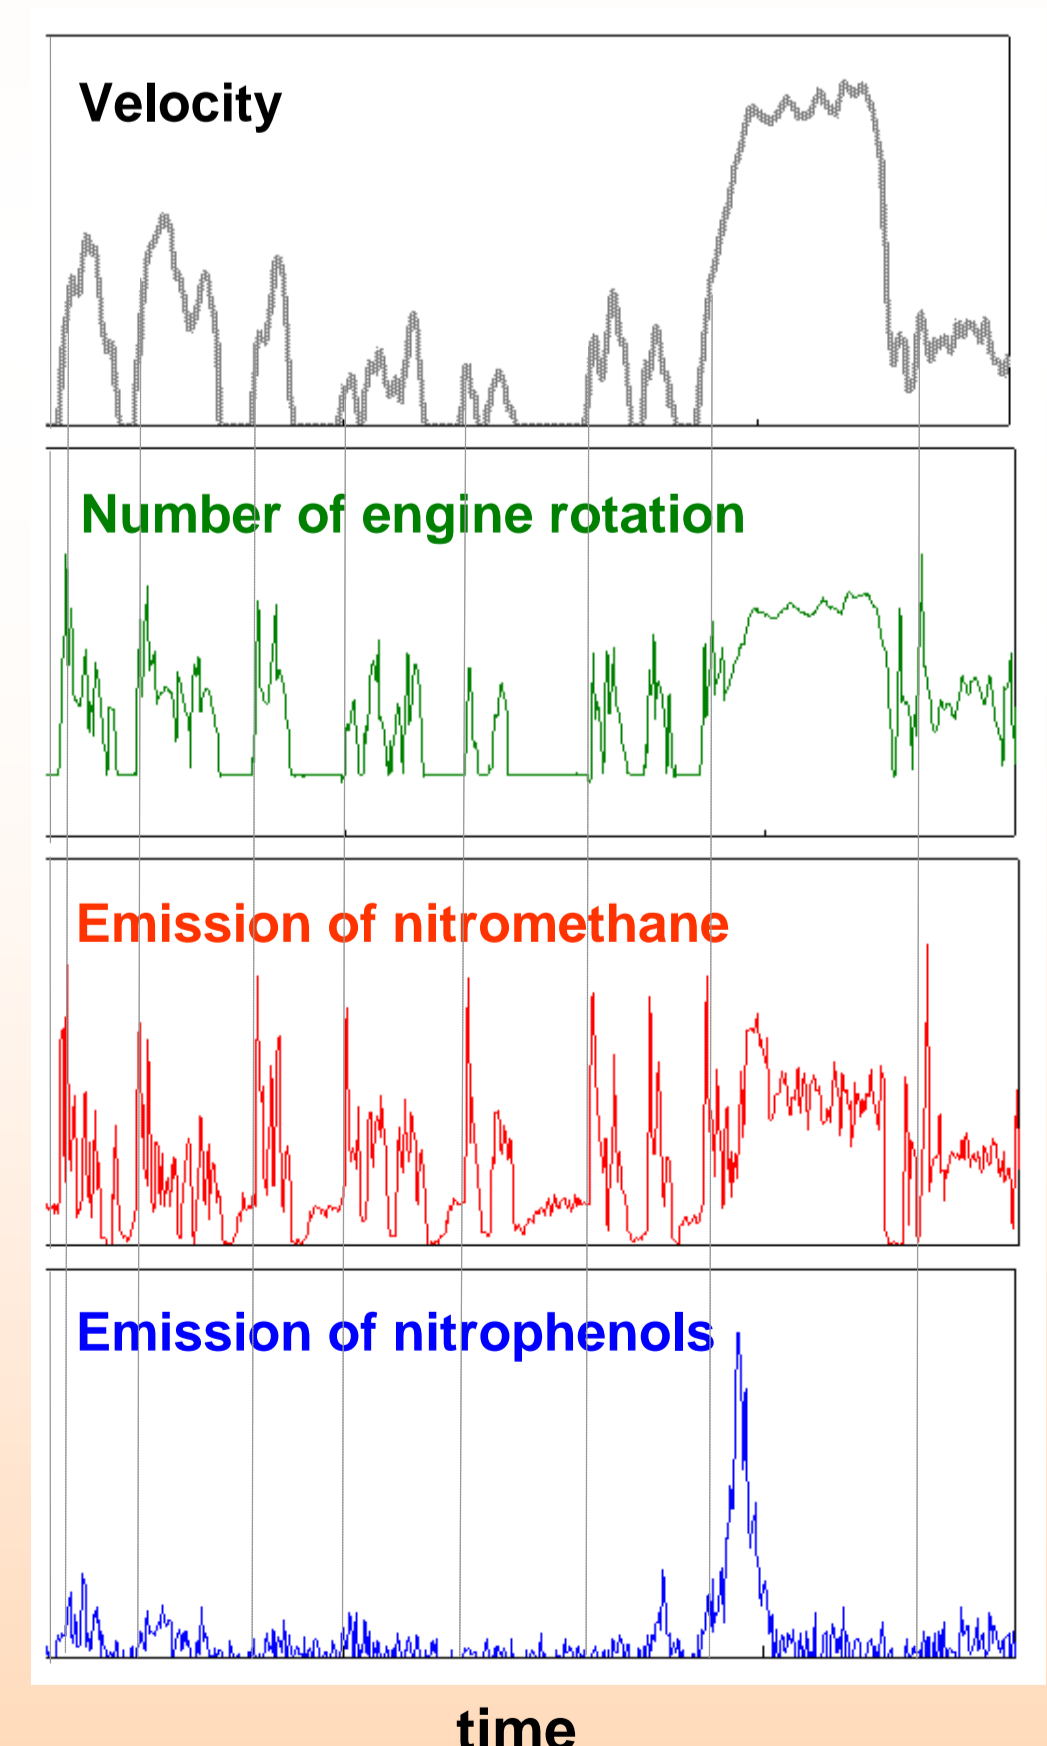 Velocity
Number of engine rotation
Emission of nitromethane
Emission of nitrophenols
time